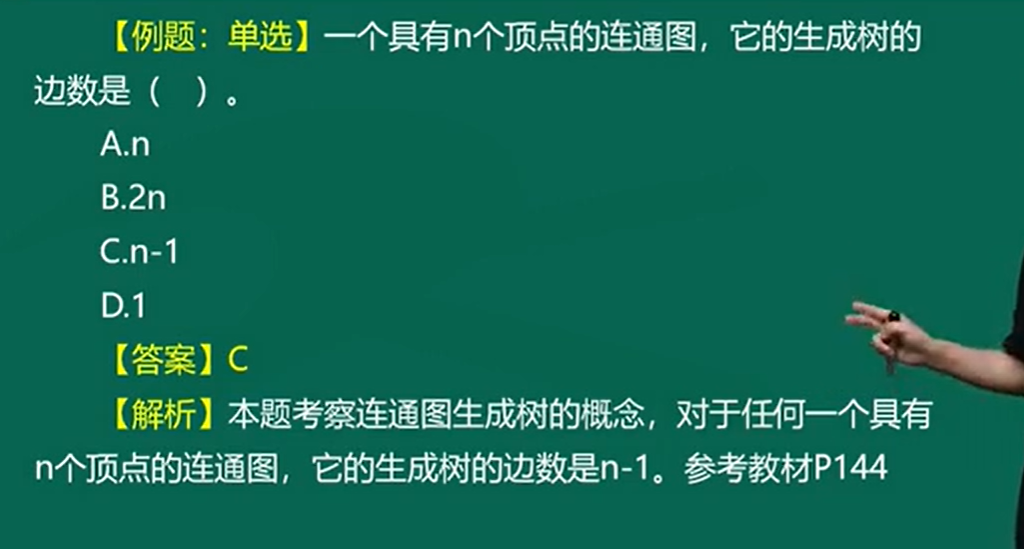 【例题：单选】一个具有n个顶点的连通图，它的生成树的
边数是（ ）。
A.n
B.2n
C.n-1
D.1
【答案】C
【解析】本题考察连通图生成树的概念，对于任何一个具有
n个顶点的连通图，它的生成树的边数是n-1。参考教材P144